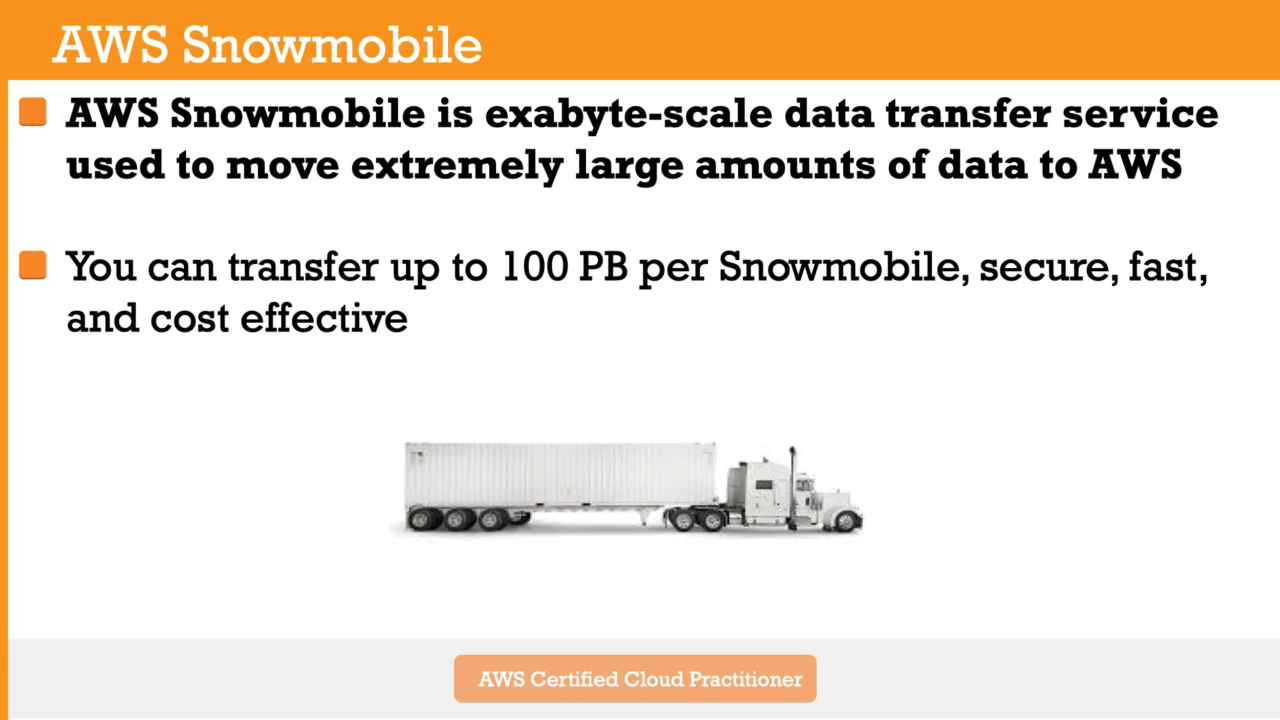 AWS Snowmobile
AWS Snowmobile is exabyte-scale data transfer service
used to move extremely large amounts of data to AWS
You can transfer up to 100 PB per Snowmobile, secure, fast,
and cost effective
AWS Certified Cloud Practitioner